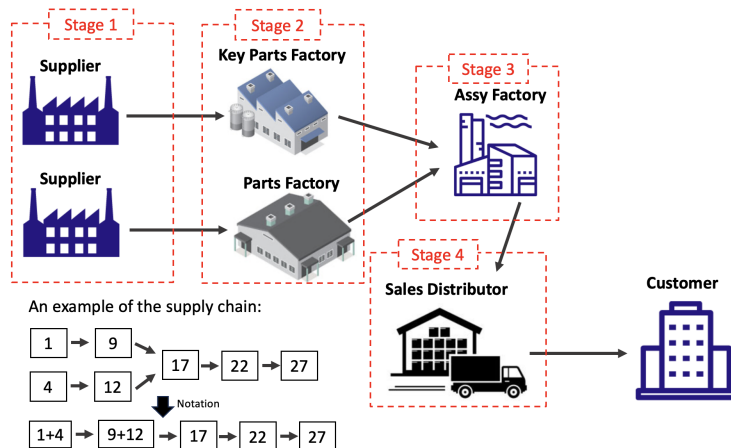 Stage 1
Stage 2
Stage 3
Stage 4
Supplier
Key Parts Factory
Assy Factory
Supplier
Parts Factory
Sales Distributor
Customer
An example of the supply chain:
1
9
4
12
17
22
27
Notation
1+4
9+12
17
22
27